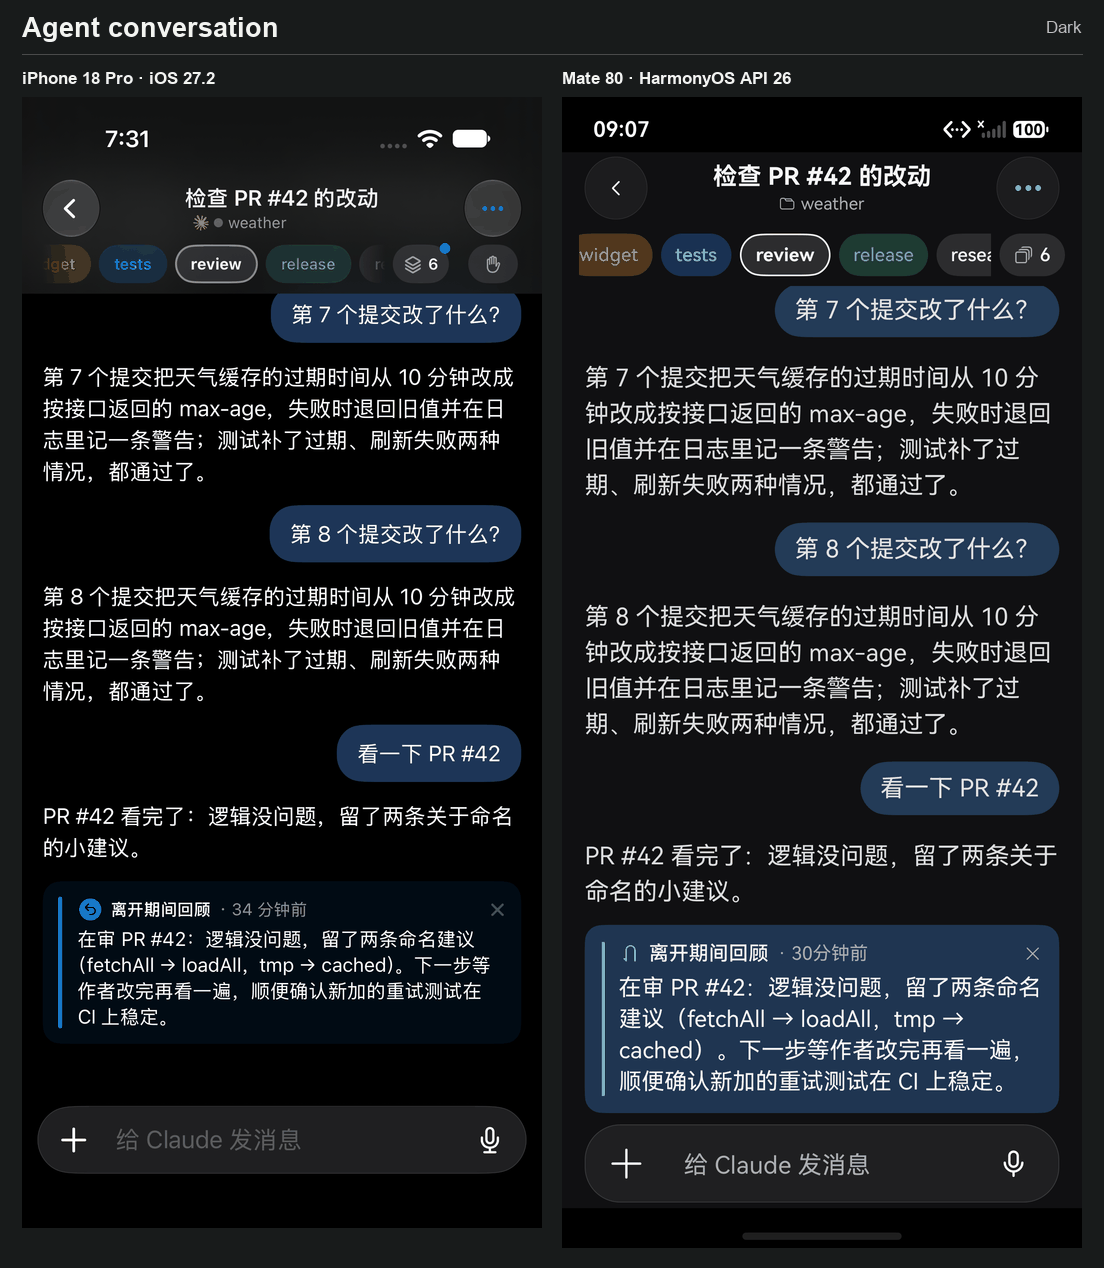 Agent conversation
Dark
iPhone 18 Pro · iOS 27.2
7:31
检查 PR #42 的改动
weather
tests
review
release
6
第 7 个提交改了什么?
第 7 个提交把天气缓存的过期时间从 10 分钟改成
按接口返回的 max-age，失败时退回旧值并在日
志里记一条警告；测试补了过期、刷新失败两种
情况，都通过了。
第 8 个提交改了什么?
第 8 个提交把天气缓存的过期时间从 10 分钟改成
按接口返回的 max-age，失败时退回旧值并在日
志里记一条警告；测试补了过期、刷新失败两种
情况，都通过了。
看一下 PR #42
PR #42 看完了：逻辑没问题，留了两条关于命名
的小建议。
离开期间回顾 · 34 分钟前
在审 PR #42：逻辑没问题，留了两条命名建议
（fetchAll → loadAll，tmp → cached）。下一步等
作者改完再看一遍，顺便确认新加的重试测试在
CI 上稳定。
给 Claude 发消息
Mate 80 · HarmonyOS API 26
09:07
100
检查 PR #42 的改动
weather
widget
tests
review
release
resea
6
第 7 个提交改了什么？
第 7 个提交把天气缓存的过期时间从 10 分
钟改成按接口返回的 max-age，失败时退回
旧值并在日志里记一条警告；测试补了过
期、刷新失败两种情况，都通过了。
第 8 个提交改了什么？
第 8 个提交把天气缓存的过期时间从 10 分
钟改成按接口返回的 max-age，失败时退回
旧值并在日志里记一条警告；测试补了过
期、刷新失败两种情况，都通过了。
看一下 PR #42
PR #42 看完了：逻辑没问题，留了两条关于
命名的小建议。
离开期间回顾 · 30分钟前
在审 PR #42：逻辑没问题，留了两条命名
建议（fetchAll → loadAll，tmp →
cached）。下一步等作者改完再看一遍，
顺便确认新加的重试测试在 CI 上稳定。
给 Claude 发消息